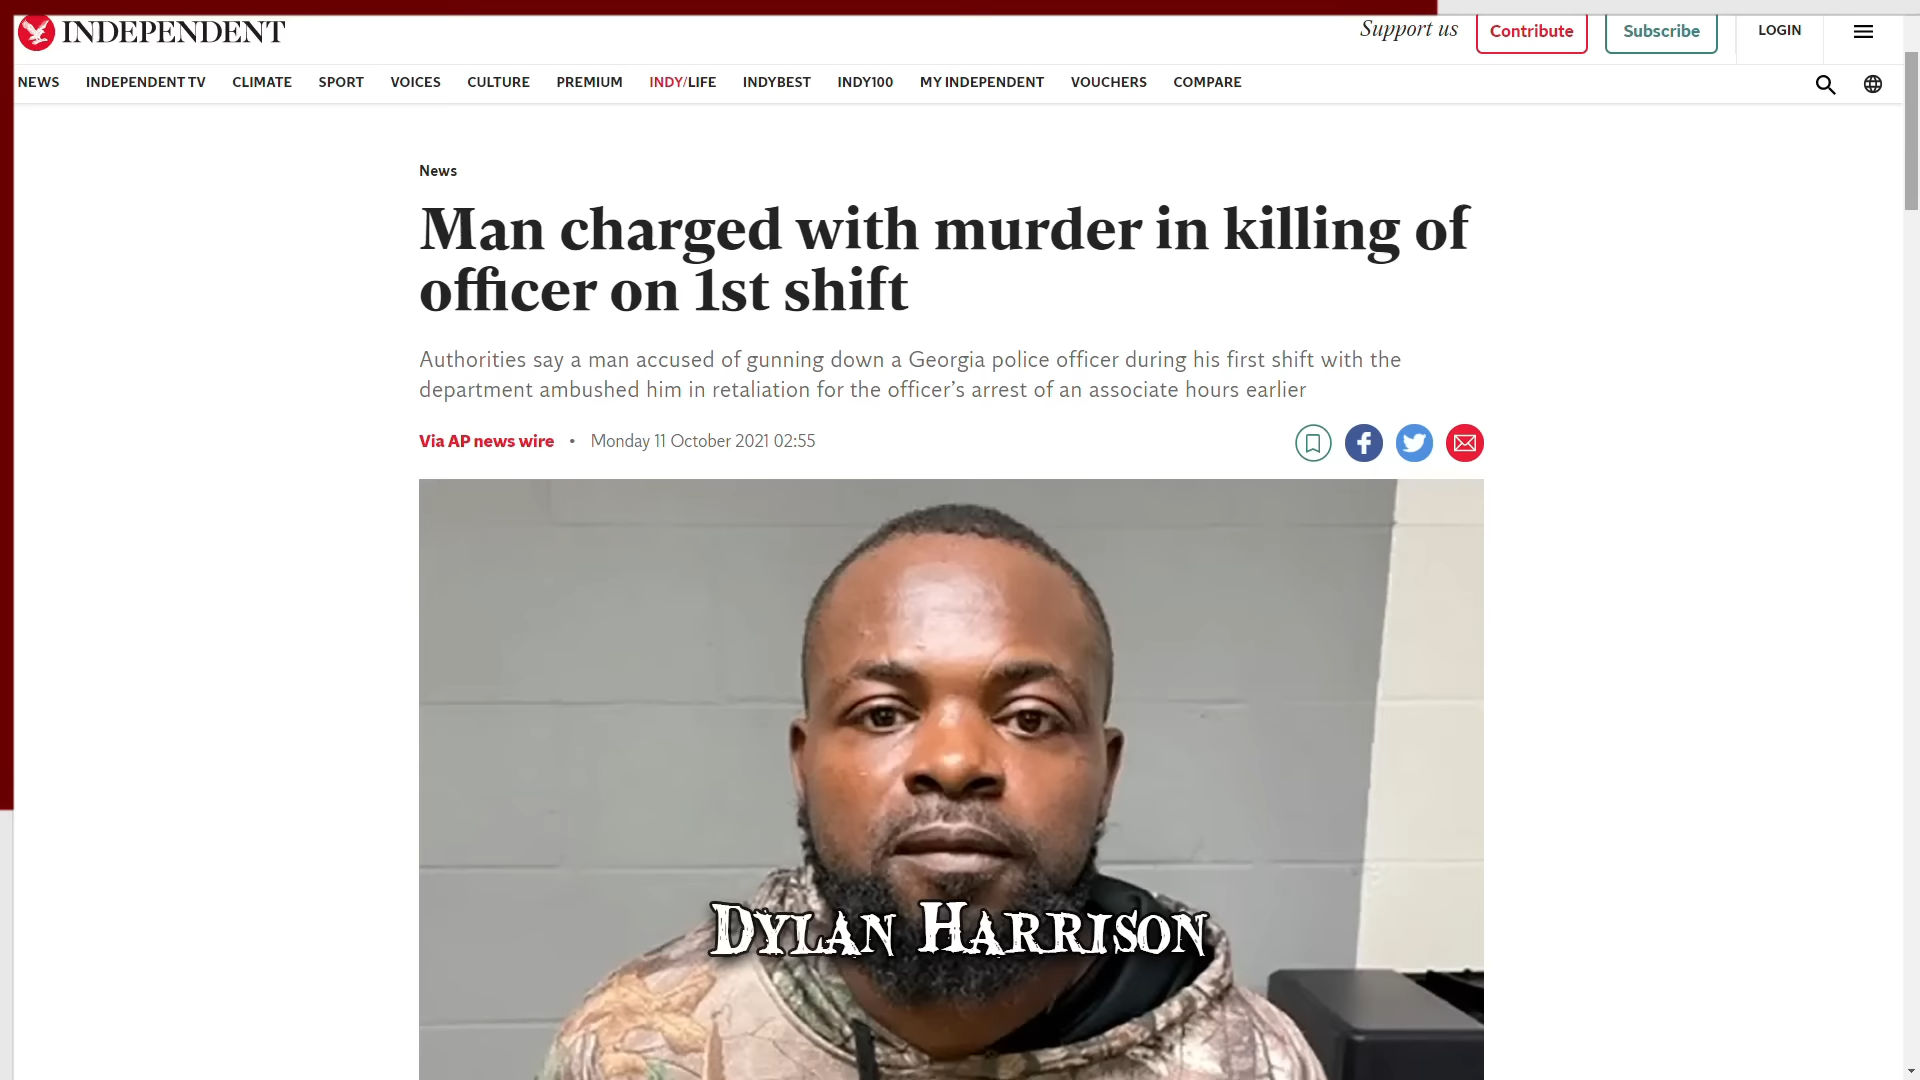 INDEPENDENT
Support us
Contribute
Subscribe
LOGIN
NEWS INDEPENDENT TV CLIMATE SPORT VOICES CULTURE PREMIUM INDY/LIFE INDYBEST INDY100 MY INDEPENDENT VOUCHERS COMPARE
News
Man charged with murder in killing of
officer on 1st shift
Authorities say a man accused of gunning down a Georgia police officer during his first shift with the
department ambushed him in retaliation for the officer’s arrest of an associate hours earlier
Via AP news wire • Monday 11 October 2021 02:55
DYLAN HARRISON